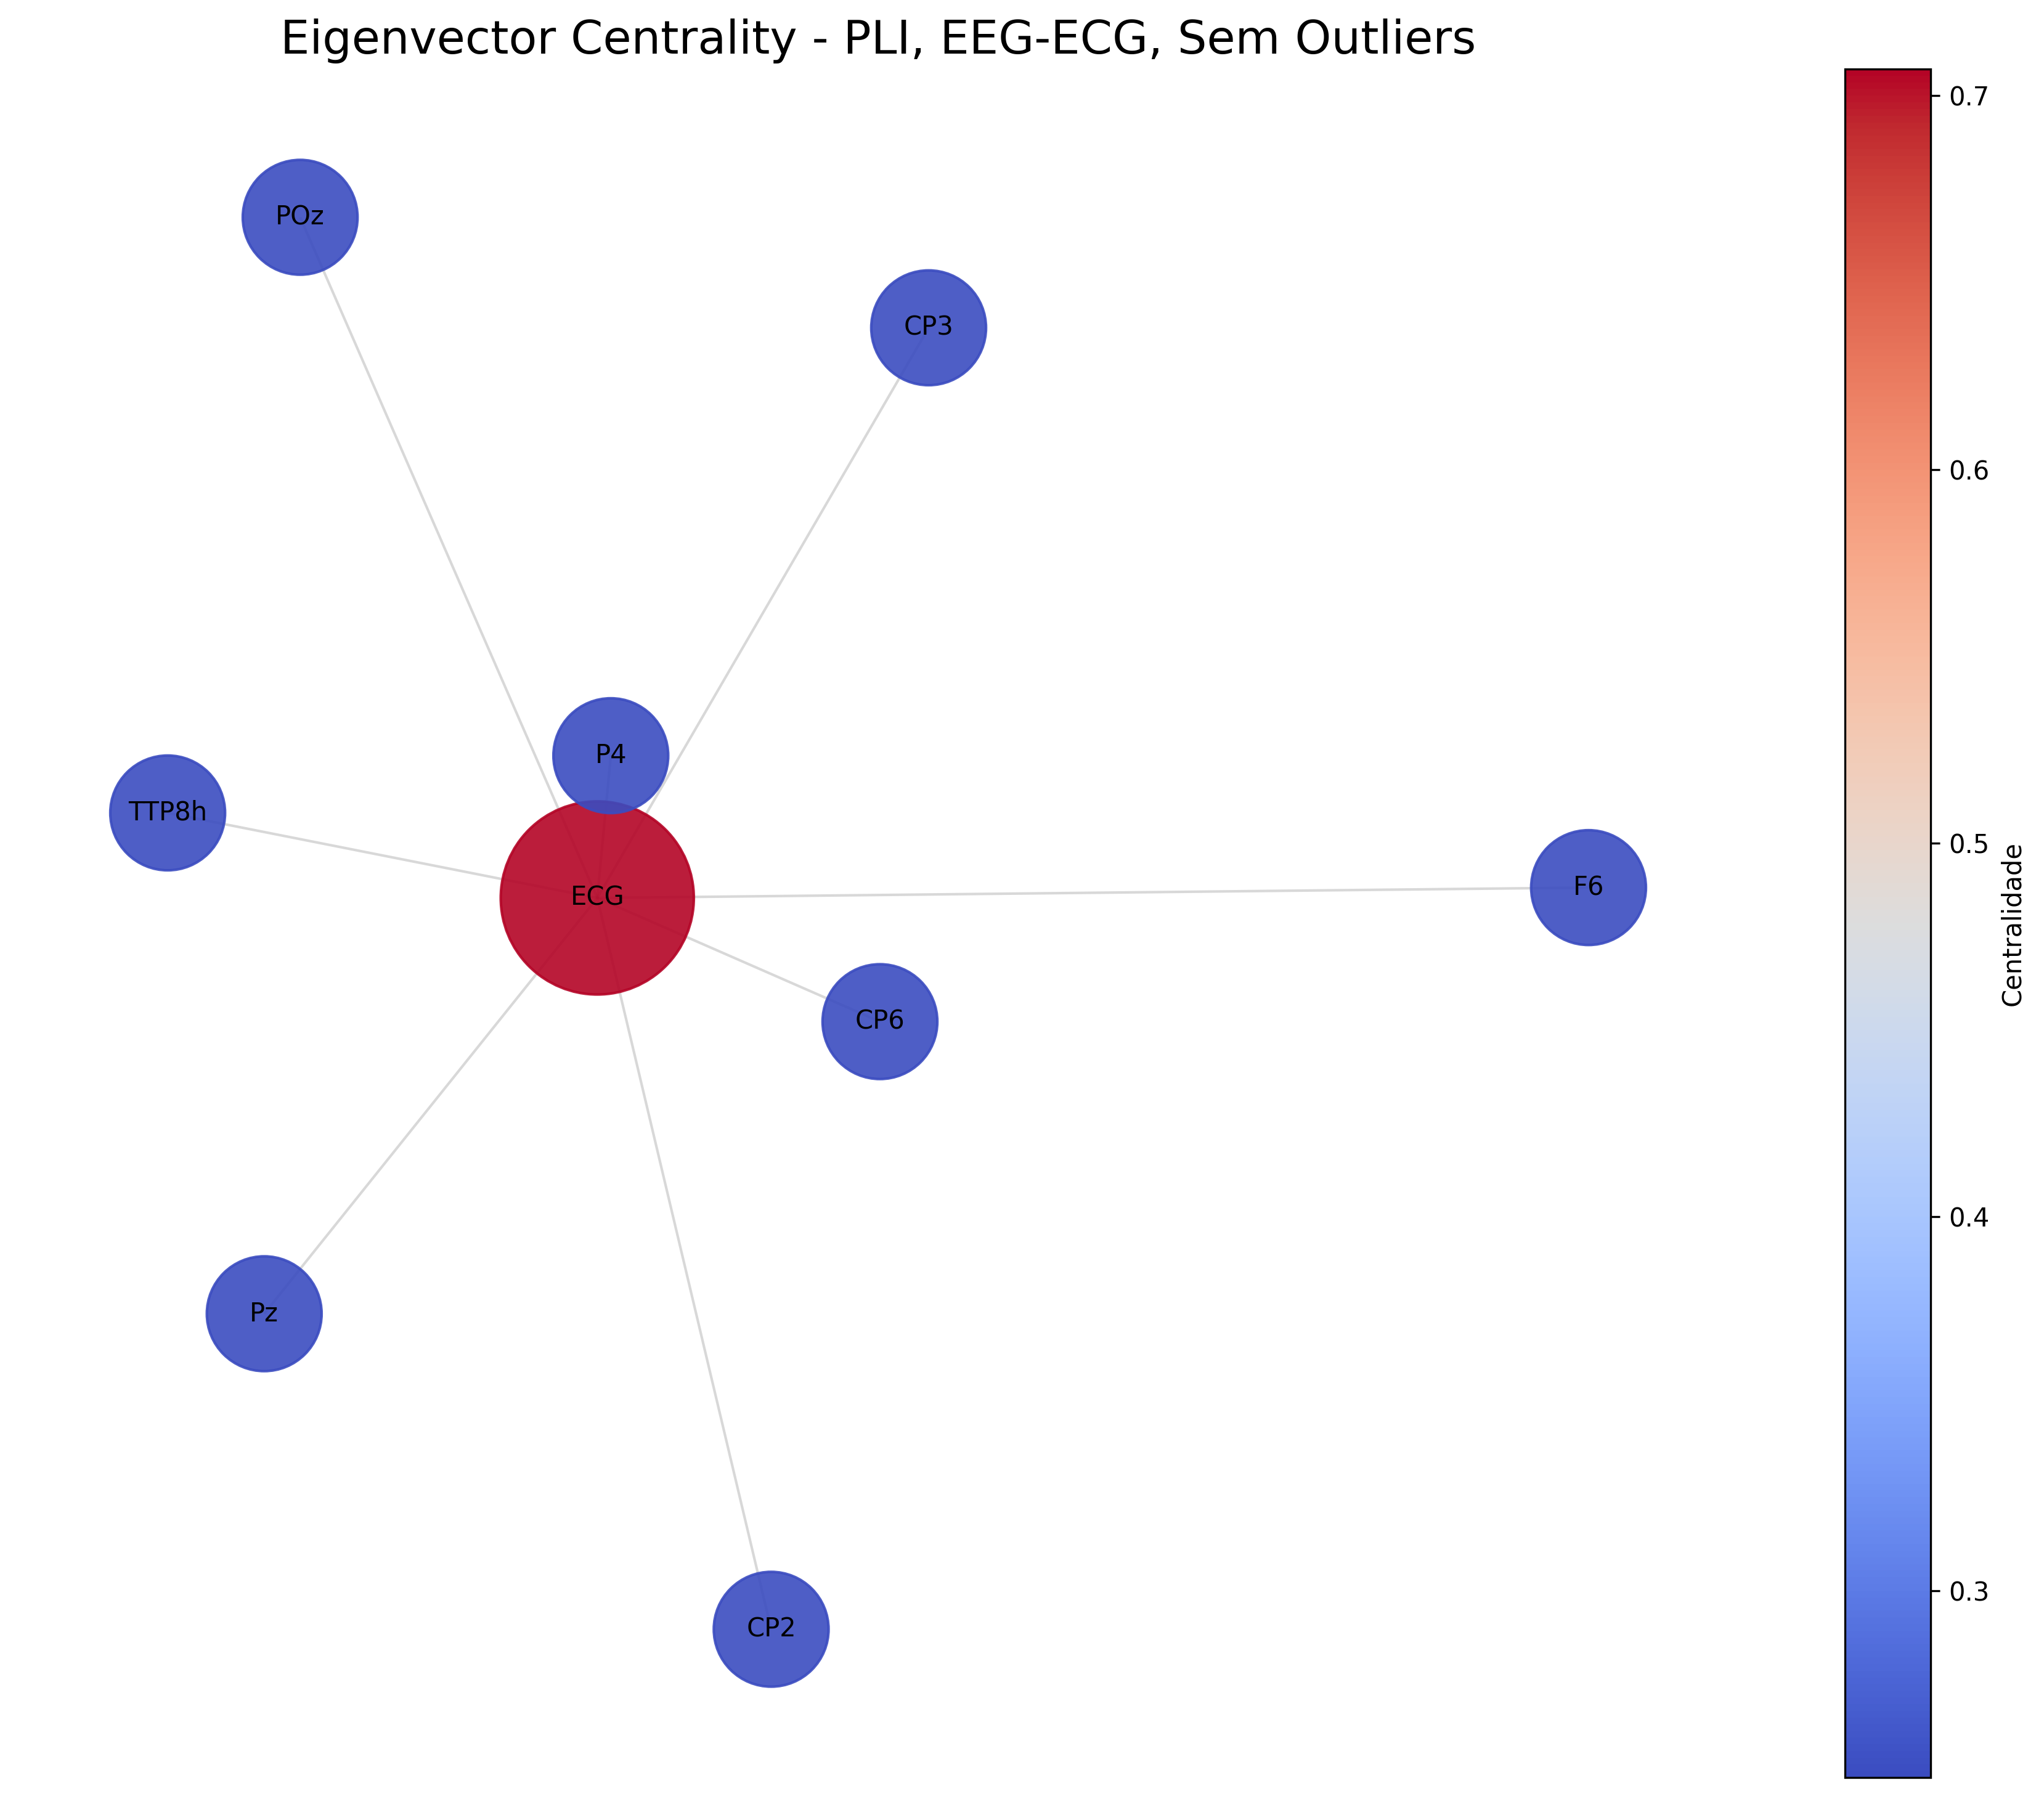 Eigenvector Centrality - PLI, EEG-ECG, Sem Outliers
POz
CP3
P4
TTP8h
ECG
F6
CP6
Pz
CP2
0.7
0.6
0.5
0.4
0.3
Centralidade